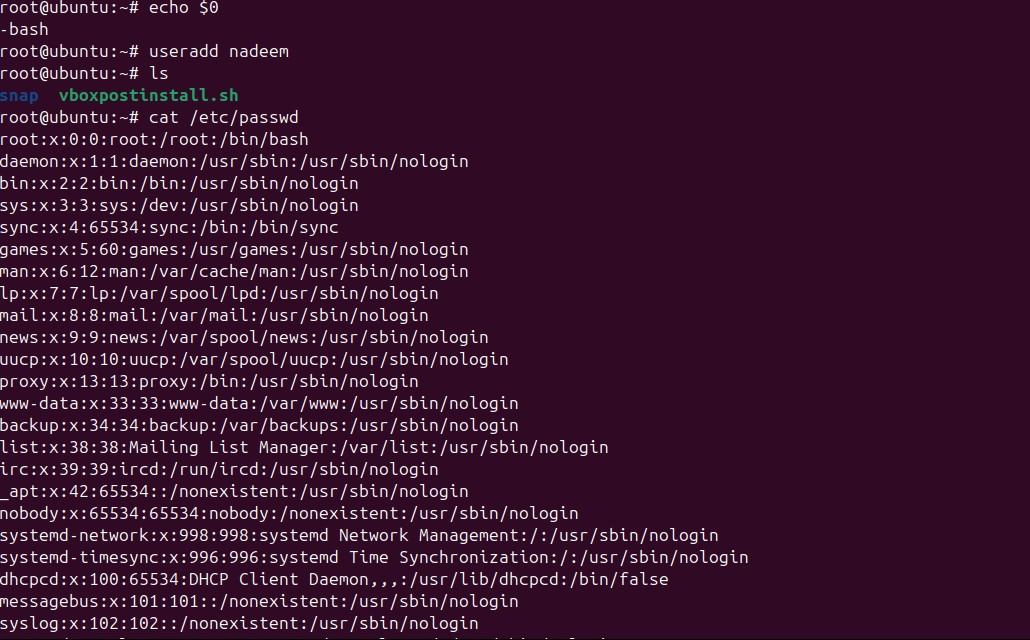 root@ubuntu:~# echo $0
-bash
root@ubuntu:~# useradd nadeem
root@ubuntu:~# ls
snap  vboxpostinstall.sh
root@ubuntu:~# cat /etc/passwd
root:x:0:0:root:/root:/bin/bash
daemon:x:1:1:daemon:/usr/sbin:/usr/sbin/nologin
bin:x:2:2:bin:/bin:/usr/sbin/nologin
sys:x:3:3:sys:/dev:/usr/sbin/nologin
sync:x:4:65534:sync:/bin:/bin/sync
games:x:5:60:games:/usr/games:/usr/sbin/nologin
man:x:6:12:man:/var/cache/man:/usr/sbin/nologin
lp:x:7:7:lp:/var/spool/lpd:/usr/sbin/nologin
mail:x:8:8:mail:/var/mail:/usr/sbin/nologin
news:x:9:9:news:/var/spool/news:/usr/sbin/nologin
uucp:x:10:10:uucp:/var/spool/uucp:/usr/sbin/nologin
proxy:x:13:13:proxy:/bin:/usr/sbin/nologin
www-data:x:33:33:www-data:/var/www:/usr/sbin/nologin
backup:x:34:34:backup:/var/backups:/usr/sbin/nologin
list:x:38:38:Mailing List Manager:/var/list:/usr/sbin/nologin
irc:x:39:39:ircd:/run/ircd:/usr/sbin/nologin
_apt:x:42:65534::/nonexistent:/usr/sbin/nologin
nobody:x:65534:65534:nobody:/nonexistent:/usr/sbin/nologin
systemd-network:x:998:998:systemd Network Management:/:/usr/sbin/nologin
systemd-timesync:x:996:996:systemd Time Synchronization:/:/usr/sbin/nologin
dhcpcd:x:100:65534:DHCP Client Daemon,,,:/usr/lib/dhcpcd:/bin/false
messagebus:x:101:101::/nonexistent:/usr/sbin/nologin
syslog:x:102:102::/nonexistent:/usr/sbin/nologin